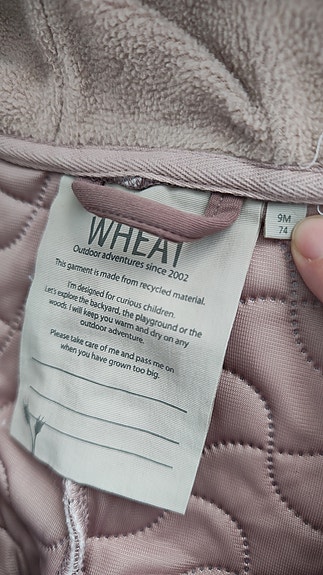 WHEAT
Outdoor adventures since 2002
This garment is made from recycled material.
I'm designed for curious children.
Let's explore the backyard, the playground or the
woods. I will keep you warm and dry on any
outdoor adventure.
Please take care of me and pass me on
when you have grown too big.
9M
74